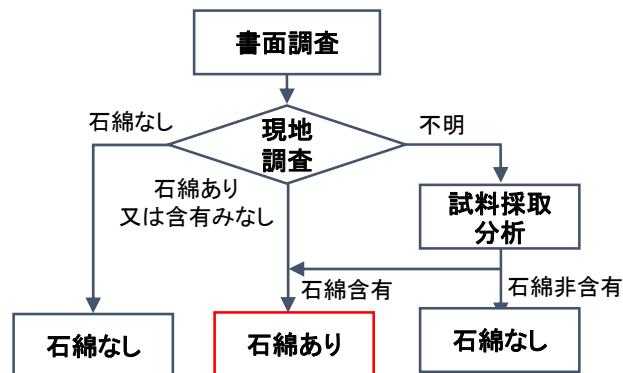 書面調査
石綿なし
現地
調査
不明
石綿あり
又は含有みなし
試料採取
分析
石綿含有
石綿非含有
石綿なし
石綿あり
石綿なし